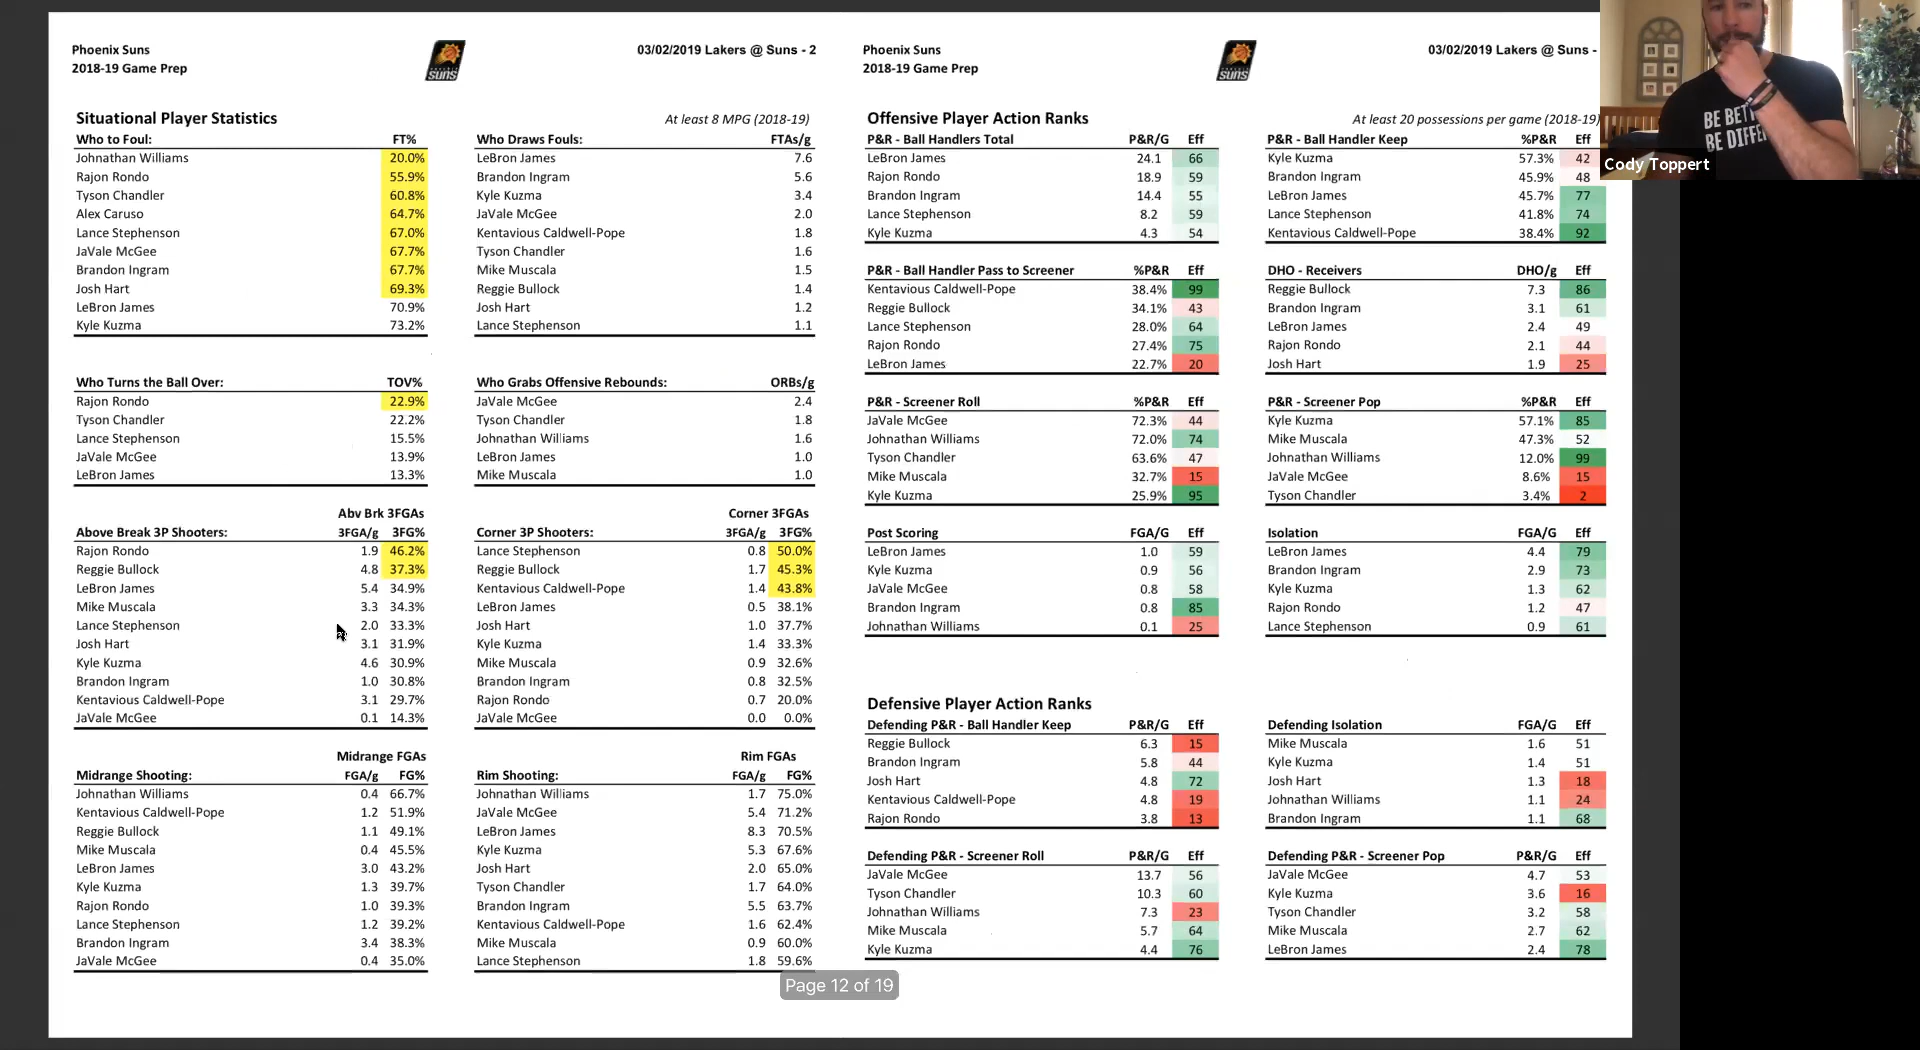 Phoenix Suns
03/02/2019 Lakers @ Suns - 2
2018-19 Game Prep
SUNS
Situational Player Statistics
At least 8 MPG (2018-19)
Who to Foul: FT%
Johnathan Williams 20.0%
Rajon Rondo 55.9%
Tyson Chandler 60.8%
Alex Caruso 64.7%
Lance Stephenson 67.0%
JaVale McGee 67.7%
Brandon Ingram 67.7%
Josh Hart 69.3%
LeBron James 70.9%
Kyle Kuzma 73.2%
Who Draws Fouls: FTAs/g
LeBron James 7.6
Brandon Ingram 5.6
Kyle Kuzma 3.4
JaVale McGee 2.0
Kentavious Caldwell-Pope 1.8
Tyson Chandler 1.6
Mike Muscala 1.5
Reggie Bullock 1.4
Josh Hart 1.2
Lance Stephenson 1.1
Who Turns the Ball Over: TOV%
Rajon Rondo 22.9%
Tyson Chandler 22.2%
Lance Stephenson 15.5%
JaVale McGee 13.9%
LeBron James 13.3%
Who Grabs Offensive Rebounds: ORBs/g
JaVale McGee 2.4
Tyson Chandler 1.8
Johnathan Williams 1.6
LeBron James 1.0
Mike Muscala 1.0
Abv Brk 3FGAs
Above Break 3P Shooters: 3FGA/g 3FG%
Rajon Rondo 1.9 46.2%
Reggie Bullock 4.8 37.3%
LeBron James 5.4 34.9%
Mike Muscala 3.3 34.3%
Lance Stephenson 2.0 33.3%
Josh Hart 3.1 31.9%
Kyle Kuzma 4.6 30.9%
Brandon Ingram 1.0 30.8%
Kentavious Caldwell-Pope 3.1 29.7%
JaVale McGee 0.1 14.3%
Corner 3FGAs
Corner 3P Shooters: 3FGA/g 3FG%
Lance Stephenson 0.8 50.0%
Reggie Bullock 1.7 45.3%
Kentavious Caldwell-Pope 1.4 43.8%
LeBron James 0.5 38.1%
Josh Hart 1.0 37.7%
Kyle Kuzma 1.4 33.3%
Mike Muscala 0.9 32.6%
Brandon Ingram 0.8 32.5%
Rajon Rondo 0.7 20.0%
JaVale McGee 0.0 0.0%
Midrange FGAs
Midrange Shooting: FGA/g FG%
Johnathan Williams 0.4 66.7%
Kentavious Caldwell-Pope 1.2 51.9%
Reggie Bullock 1.1 49.1%
Mike Muscala 0.4 45.5%
LeBron James 3.0 43.2%
Kyle Kuzma 1.3 39.7%
Rajon Rondo 1.0 39.3%
Lance Stephenson 1.2 39.2%
Brandon Ingram 3.4 38.3%
JaVale McGee 0.4 35.0%
Rim FGAs
Rim Shooting: FGA/g FG%
Johnathan Williams 1.7 75.0%
JaVale McGee 5.4 71.2%
LeBron James 8.3 70.5%
Kyle Kuzma 5.3 67.6%
Josh Hart 2.0 65.0%
Tyson Chandler 1.7 64.0%
Brandon Ingram 5.5 63.7%
Kentavious Caldwell-Pope 1.6 62.4%
Mike Muscala 0.9 60.0%
Lance Stephenson 1.8 59.6%
Phoenix Suns
03/02/2019 Lakers @ Suns -
2018-19 Game Prep
SUNS
Offensive Player Action Ranks
At least 20 possessions per game (2018-19)
P&R - Ball Handlers Total P&R/G Eff
LeBron James 24.1 66
Rajon Rondo 18.9 59
Brandon Ingram 14.4 55
Lance Stephenson 8.2 59
Kyle Kuzma 4.3 54
P&R - Ball Handler Keep %P&R Eff
Kyle Kuzma 57.3% 42
Brandon Ingram 45.9% 48
LeBron James 45.7% 77
Lance Stephenson 41.8% 74
Kentavious Caldwell-Pope 38.4% 92
P&R - Ball Handler Pass to Screener %P&R Eff
Kentavious Caldwell-Pope 38.4% 99
Reggie Bullock 34.1% 43
Lance Stephenson 28.0% 64
Rajon Rondo 27.4% 75
LeBron James 22.7% 20
DHO - Receivers DHO/g Eff
Reggie Bullock 7.3 86
Brandon Ingram 3.1 61
LeBron James 2.4 49
Rajon Rondo 2.1 44
Josh Hart 1.9 25
P&R - Screener Roll %P&R Eff
JaVale McGee 72.3% 44
Johnathan Williams 72.0% 74
Tyson Chandler 63.6% 47
Mike Muscala 32.7% 15
Kyle Kuzma 25.9% 95
P&R - Screener Pop %P&R Eff
Kyle Kuzma 57.1% 85
Mike Muscala 47.3% 52
Johnathan Williams 12.0% 99
JaVale McGee 8.6% 15
Tyson Chandler 3.4% 2
Post Scoring FGA/G Eff
LeBron James 1.0 59
Kyle Kuzma 0.9 56
JaVale McGee 0.8 58
Brandon Ingram 0.8 85
Johnathan Williams 0.1 25
Isolation FGA/G Eff
LeBron James 4.4 79
Brandon Ingram 2.9 73
Kyle Kuzma 1.3 62
Rajon Rondo 1.2 47
Lance Stephenson 0.9 61
Defensive Player Action Ranks
Defending P&R - Ball Handler Keep P&R/G Eff
Reggie Bullock 6.3 15
Brandon Ingram 5.8 44
Josh Hart 4.8 72
Kentavious Caldwell-Pope 4.8 19
Rajon Rondo 3.8 13
Defending Isolation FGA/G Eff
Mike Muscala 1.6 51
Kyle Kuzma 1.4 51
Josh Hart 1.3 18
Johnathan Williams 1.1 24
Brandon Ingram 1.1 68
Defending P&R - Screener Roll P&R/G Eff
JaVale McGee 13.7 56
Tyson Chandler 10.3 60
Johnathan Williams 7.3 23
Mike Muscala 5.7 64
Kyle Kuzma 4.4 76
Defending P&R - Screener Pop P&R/G Eff
JaVale McGee 4.7 53
Kyle Kuzma 3.6 16
Tyson Chandler 3.2 58
Mike Muscala 2.7 62
LeBron James 2.4 78
Page 12 of 19
BE BET
BE DIFFE
Cody Toppert